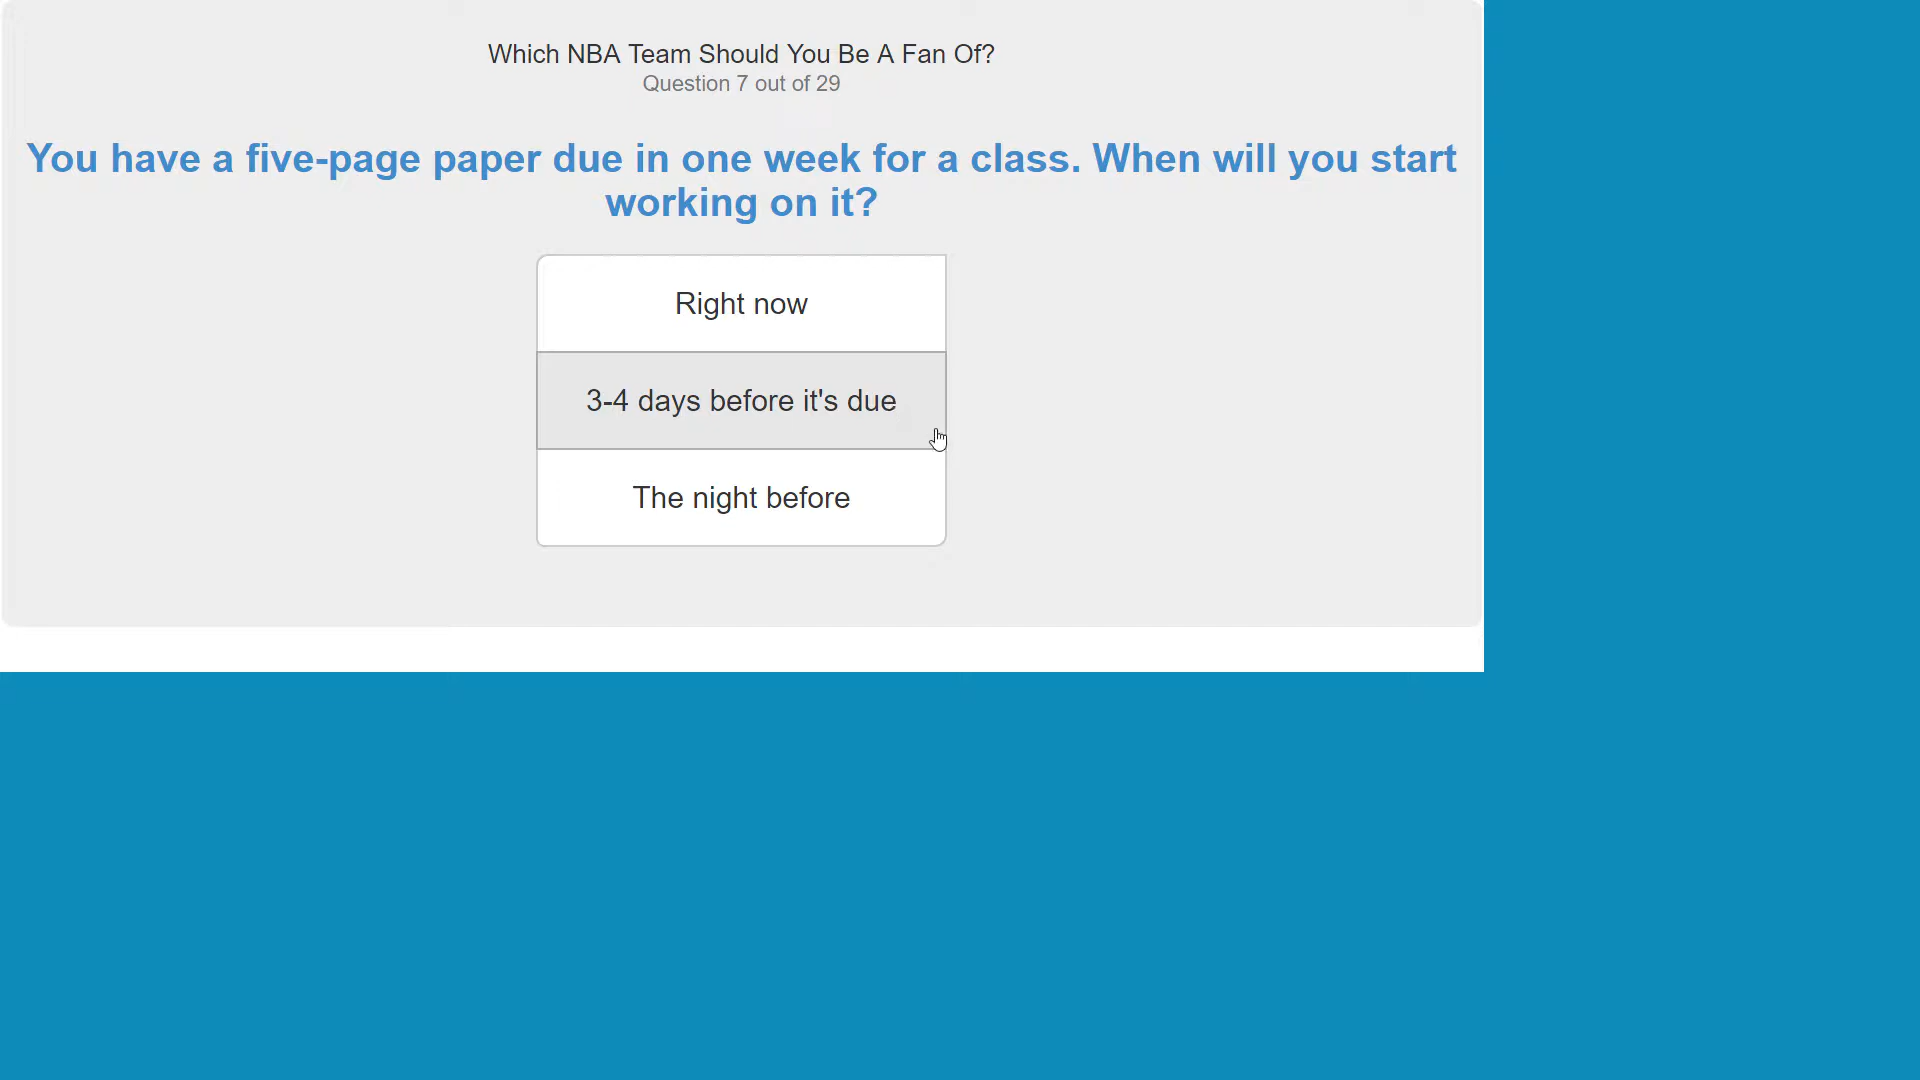 Which NBA Team Should You Be A Fan Of?
Question 7 out of 29
You have a five-page paper due in one week for a class. When will you start
working on it?
Right now
3-4 days before it's due
The night before